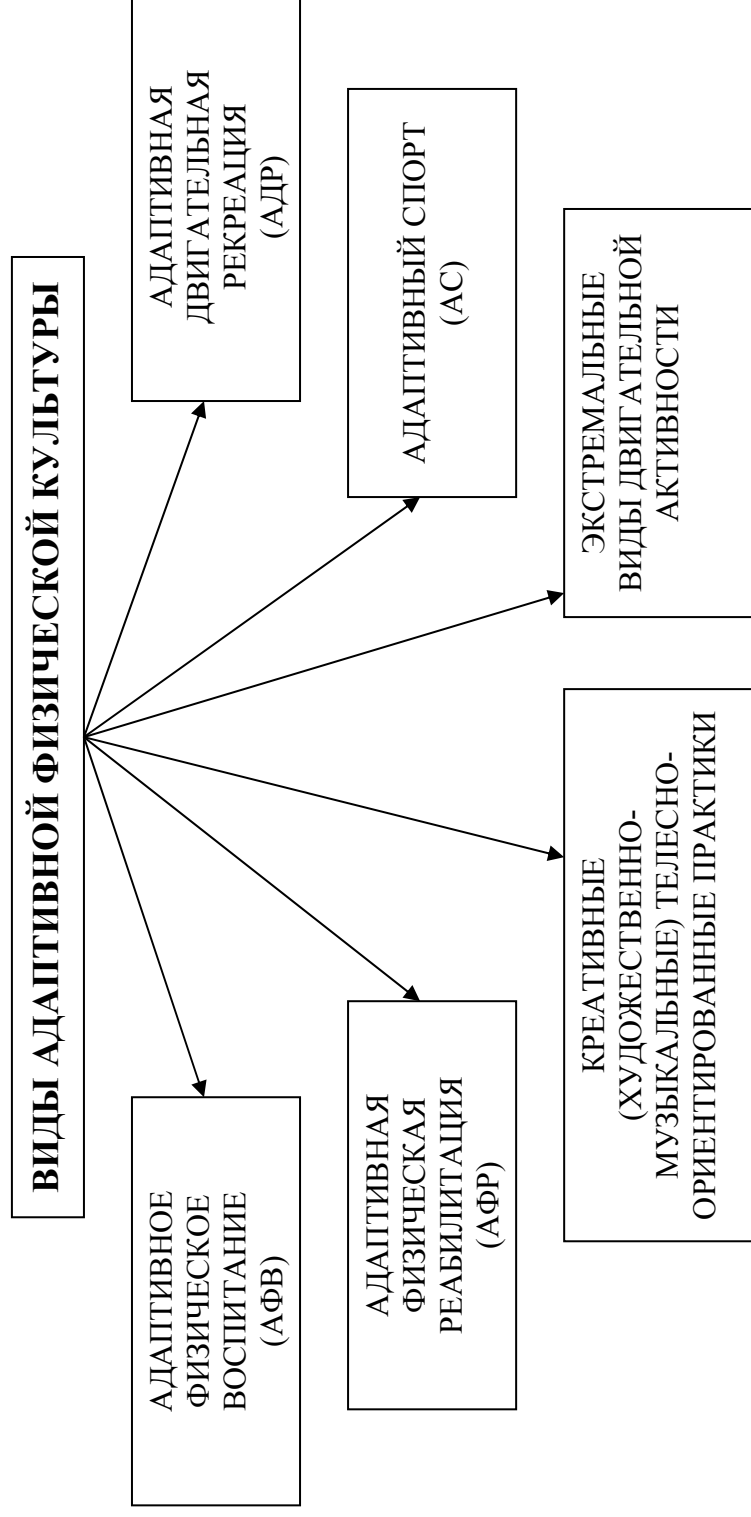 ВИДЫ АДАПТИВНОЙ ФИЗИЧЕСКОЙ КУЛЬТУРЫ
АДАПТИВНОЕ
ФИЗИЧЕСКОЕ
ВОСПИТАНИЕ
(АФВ)
АДАПТИВНАЯ
ДВИГАТЕЛЬНАЯ
РЕКРЕАЦИЯ
(АДР)
АДАПТИВНАЯ
ФИЗИЧЕСКАЯ
РЕАБИЛИТАЦИЯ
(АФР)
АДАПТИВНЫЙ СПОРТ
(АС)
КРЕАТИВНЫЕ
(ХУДОЖЕСТВЕННО-
МУЗЫКАЛЬНЫЕ) ТЕЛЕСНО-
ОРИЕНТИРОВАННЫЕ ПРАКТИКИ
ЭКСТРЕМАЛЬНЫЕ
ВИДЫ ДВИГАТЕЛЬНОЙ
АКТИВНОСТИ